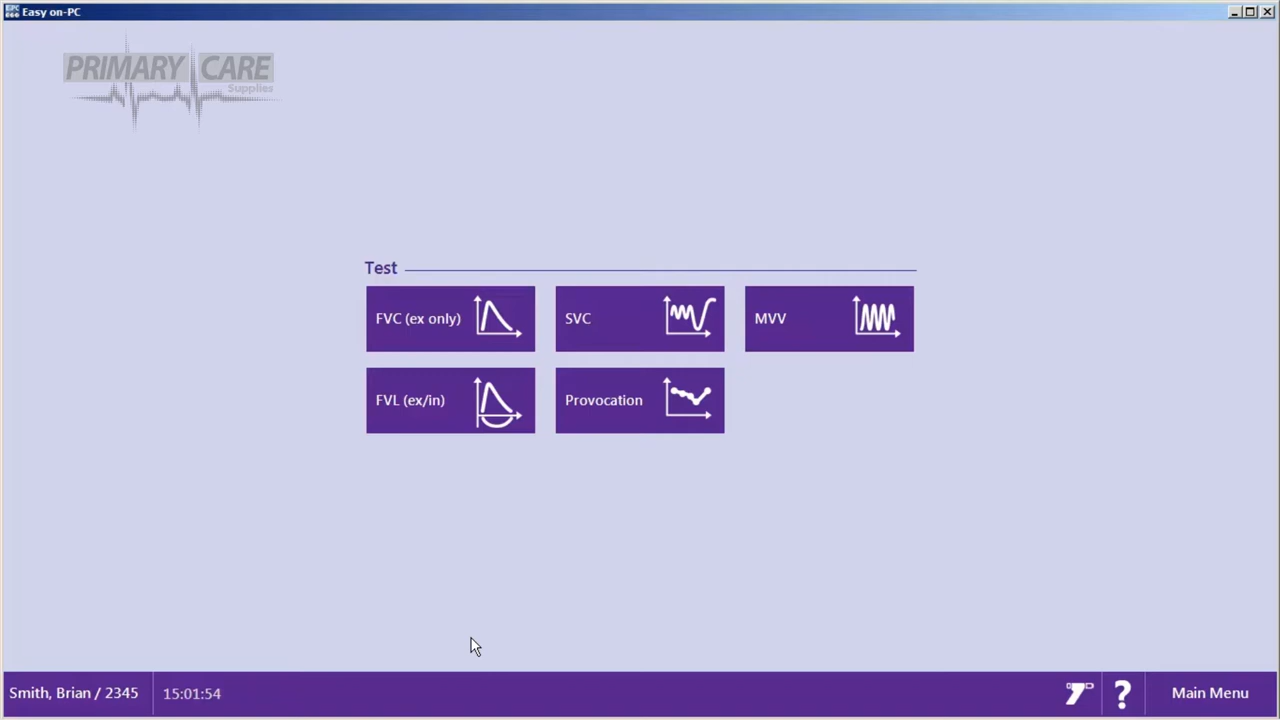 Easy on-PC
PRIMARY CARE
Supplies
Test
FVC (ex only)
SVC
MVV
FVL (ex/in)
Provocation
Smith, Brian / 2345
15:01:54
?
Main Menu